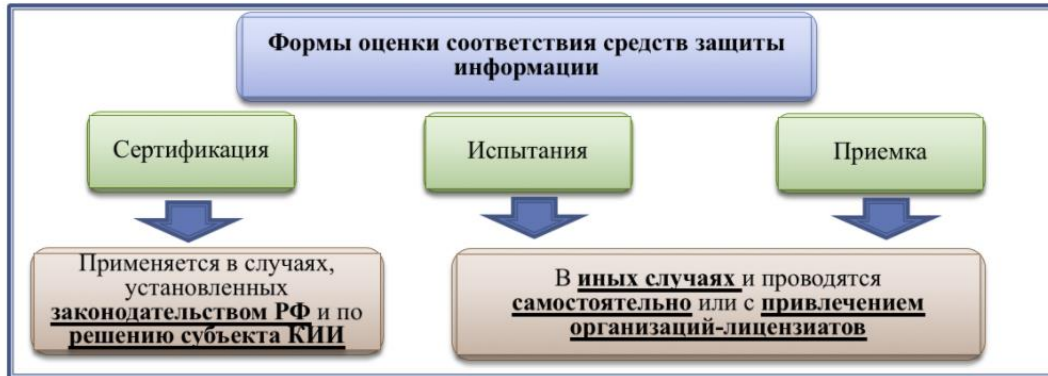 Формы оценки соответствия средств защиты
информации
Сертификация
Испытания
Приемка
Применяется в случаях,
установленных
законодательством РФ и по
решению субъекта КИИ
В иных случаях и проводятся
самостоятельно или с привлечением
организаций-лицензиатов